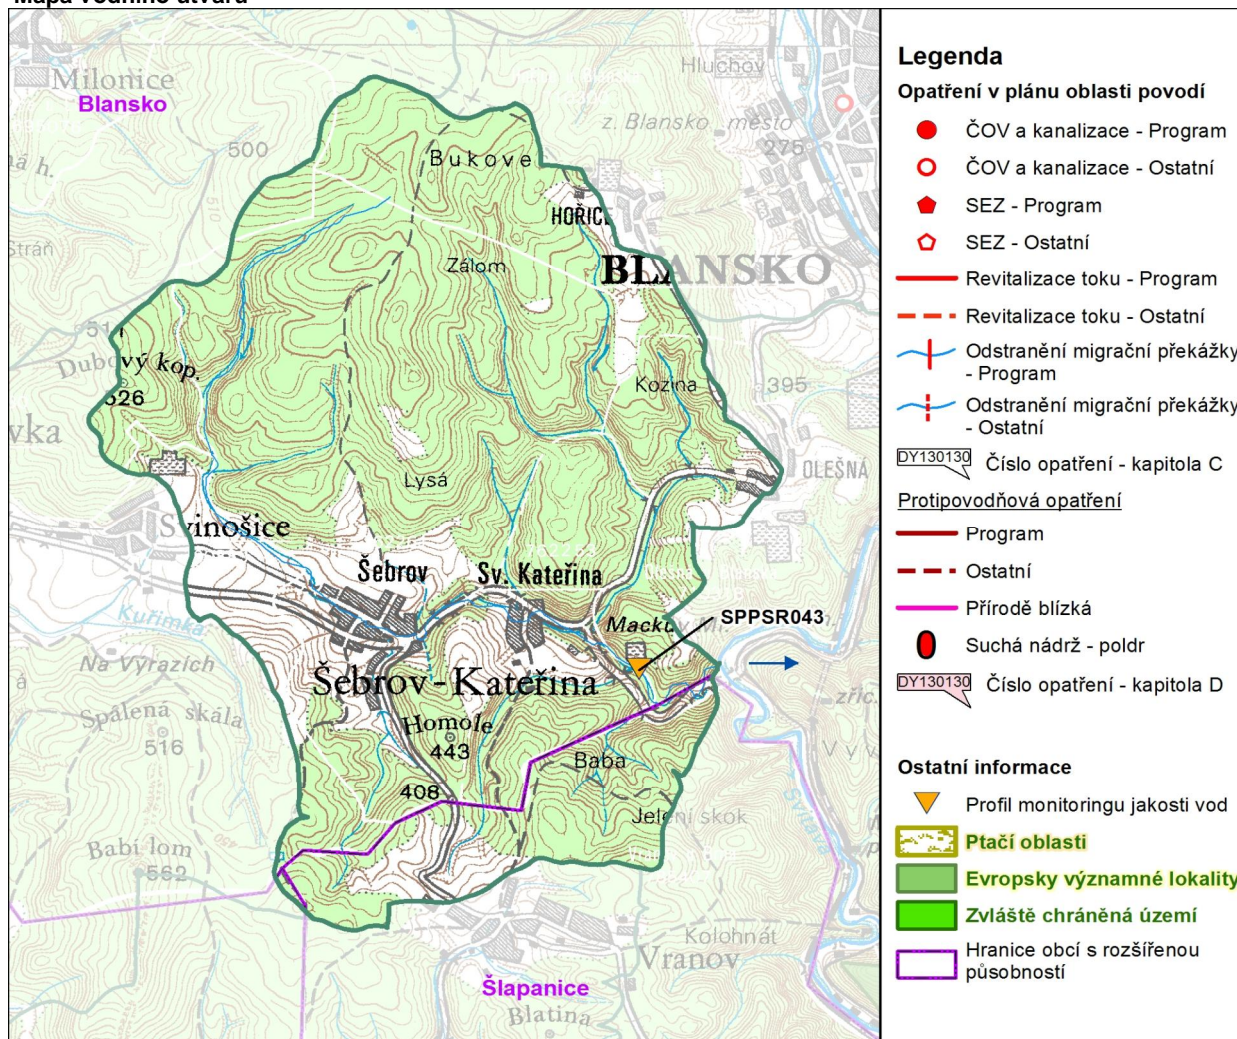 Mapa vodního útvaru
Milonice
Blansko
500
Hluchov
z. Blansko město
275
Bukove
HOŘIC
BLANSKO
Zálom
Kozina
395
OLEŠNÁ
vý kop.
526
vka
Lysá
Svinošice
Šebrov
Sv. Kateřina
Kuřimka
SPPSR043
Na Výrazích
Šebrov-Kateřina
Spálená skála
516
Homole
443
408
Baba
Jelení skok
Babí lom
562
Kolohnát
Vranov
Šlapanice
Blatina
Svitava
zříc.
Legenda
Opatření v plánu oblasti povodí
ČOV a kanalizace - Program
ČOV a kanalizace - Ostatní
SEZ - Program
SEZ - Ostatní
Revitalizace toku - Program
Revitalizace toku - Ostatní
Odstranění migrační překážky
- Program
Odstranění migrační překážky
- Ostatní
DY130130 Číslo opatření - kapitola C
Protipovodňová opatření
Program
Ostatní
Přírodě blízká
Suchá nádrž - poldr
DY130130 Číslo opatření - kapitola D
Ostatní informace
Profil monitoringu jakosti vod
Ptačí oblasti
Evropsky významné lokality
Zvláště chráněná území
Hranice obcí s rozšířenou
působností